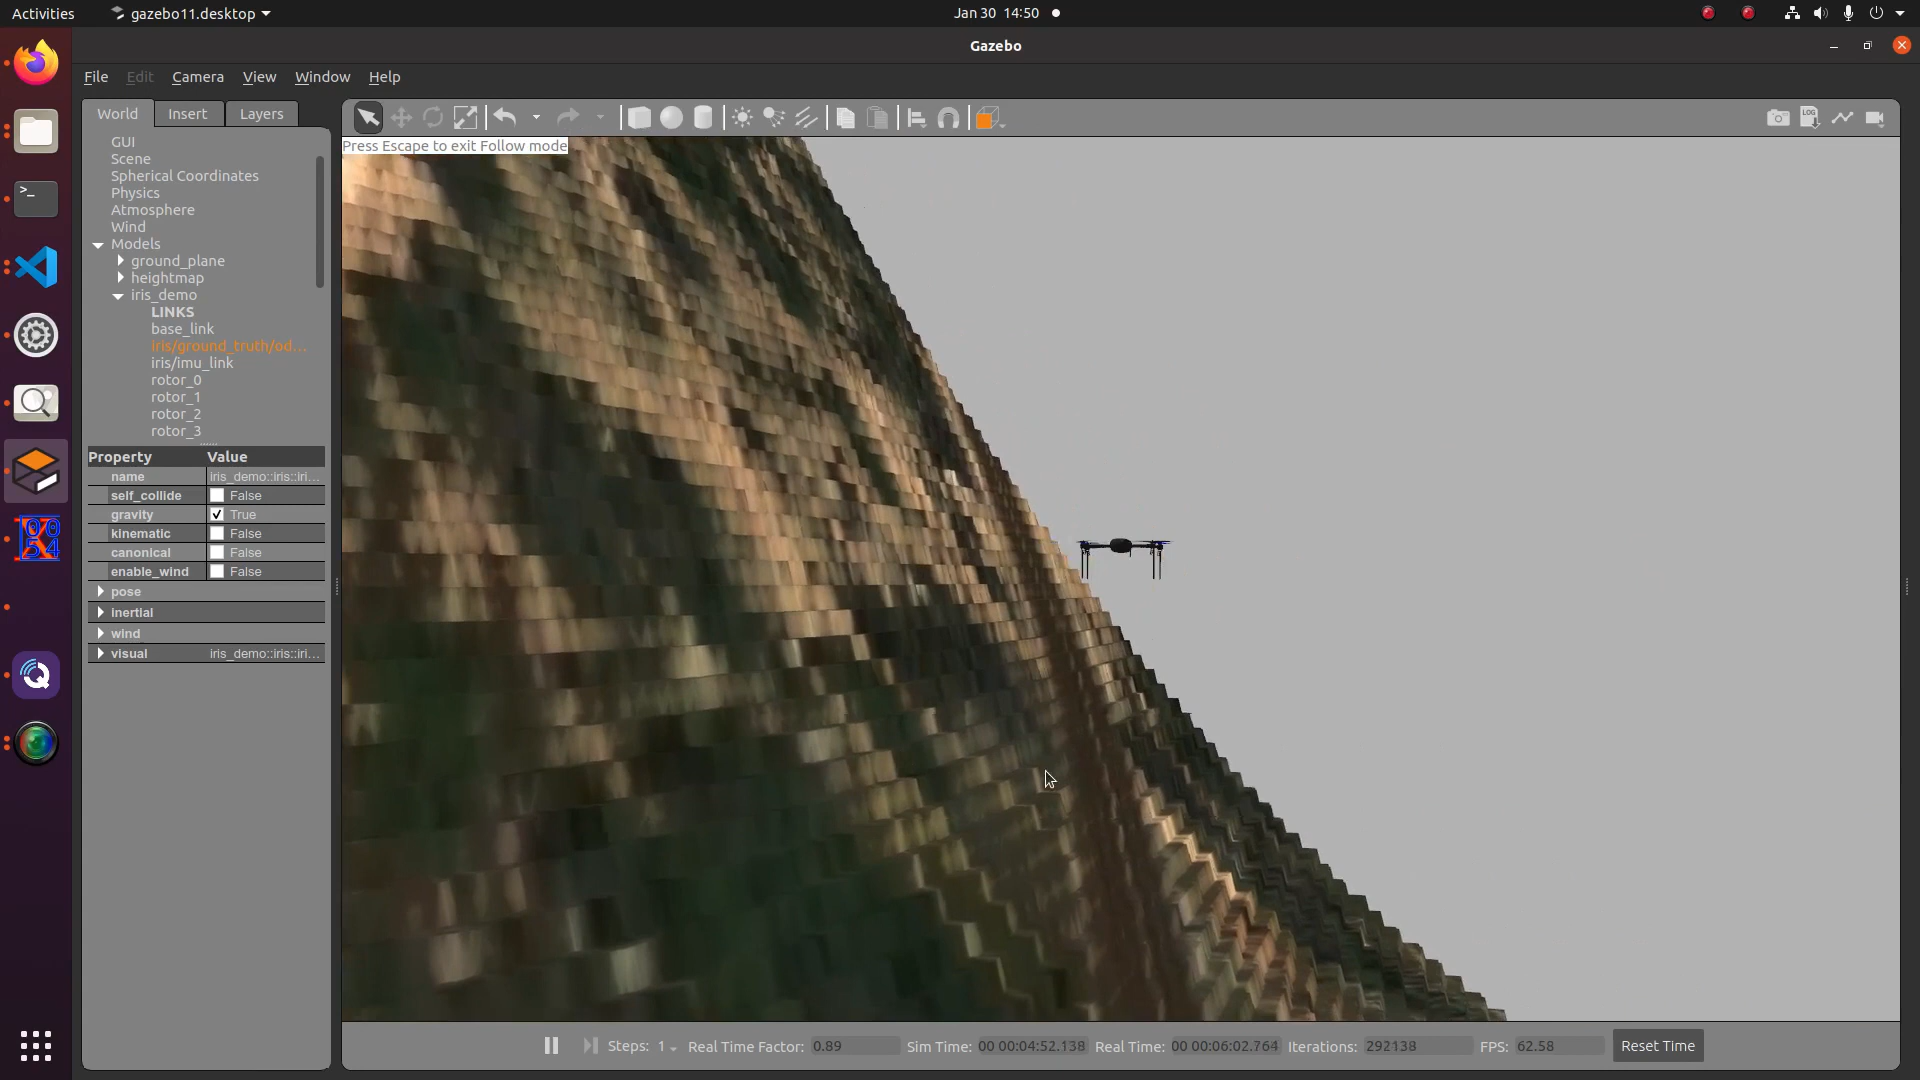 Activities
gazebo11.desktop
Jan 30 14:50
Gazebo
File Edit Camera View Window Help
World Insert Layers
LOG
Press Escape to exit Follow mode
GUI
Scene
Spherical Coordinates
Physics
Atmosphere
Wind
Models
ground_plane
heightmap
iris_demo
LINKS
base_link
iris/ground_truth/od...
iris/imu_link
rotor_0
rotor_1
rotor_2
rotor_3
Property Value
name iris_demo::iris::iri...
self_collide False
gravity True
kinematic False
canonical False
enable_wind False
pose
inertial
wind
visual iris_demo::iris::iri...
Steps: 1 Real Time Factor: 0.89 Sim Time: 00 00:04:52.138 Real Time: 00 00:06:02.764 Iterations: 292138 FPS: 62.58 Reset Time